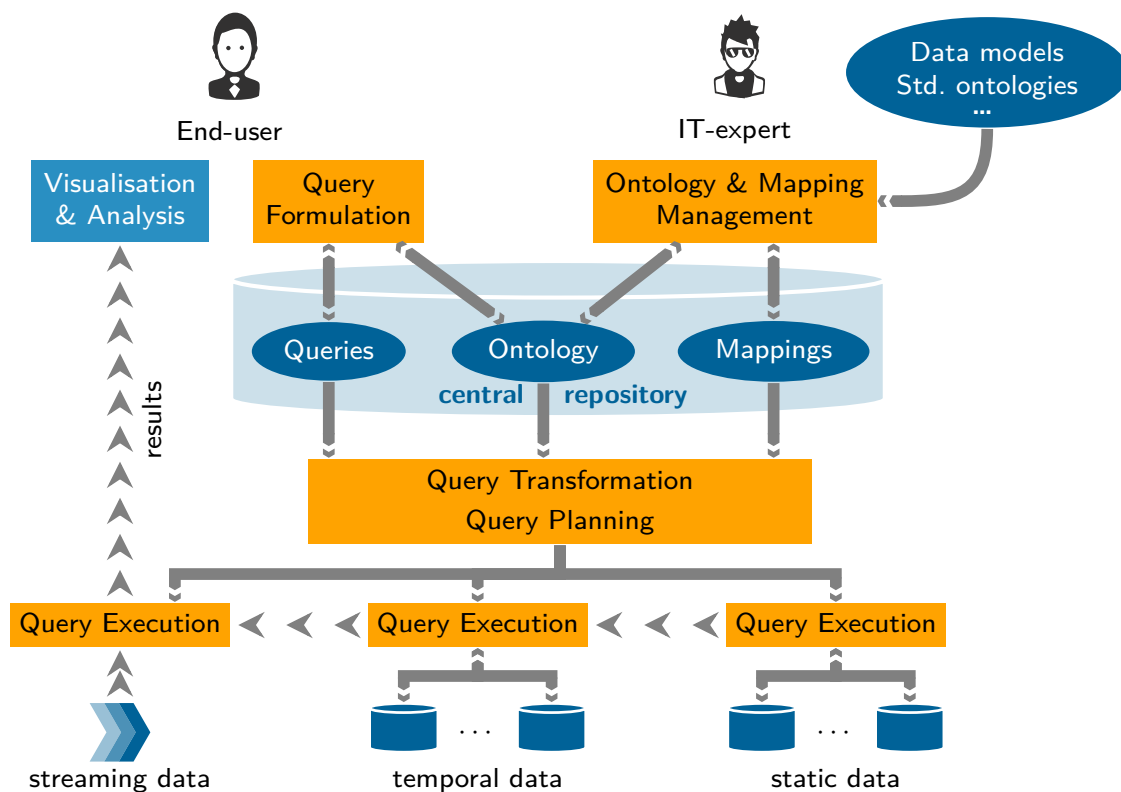 Data models
Std. ontologies
...
End-user
IT-expert
Visualisation
& Analysis
Query
Formulation
Ontology & Mapping
Management
Queries
Ontology
Mappings
central repository
results
Query Transformation
Query Planning
Query Execution
Query Execution
Query Execution
...
...
streaming data
temporal data
static data